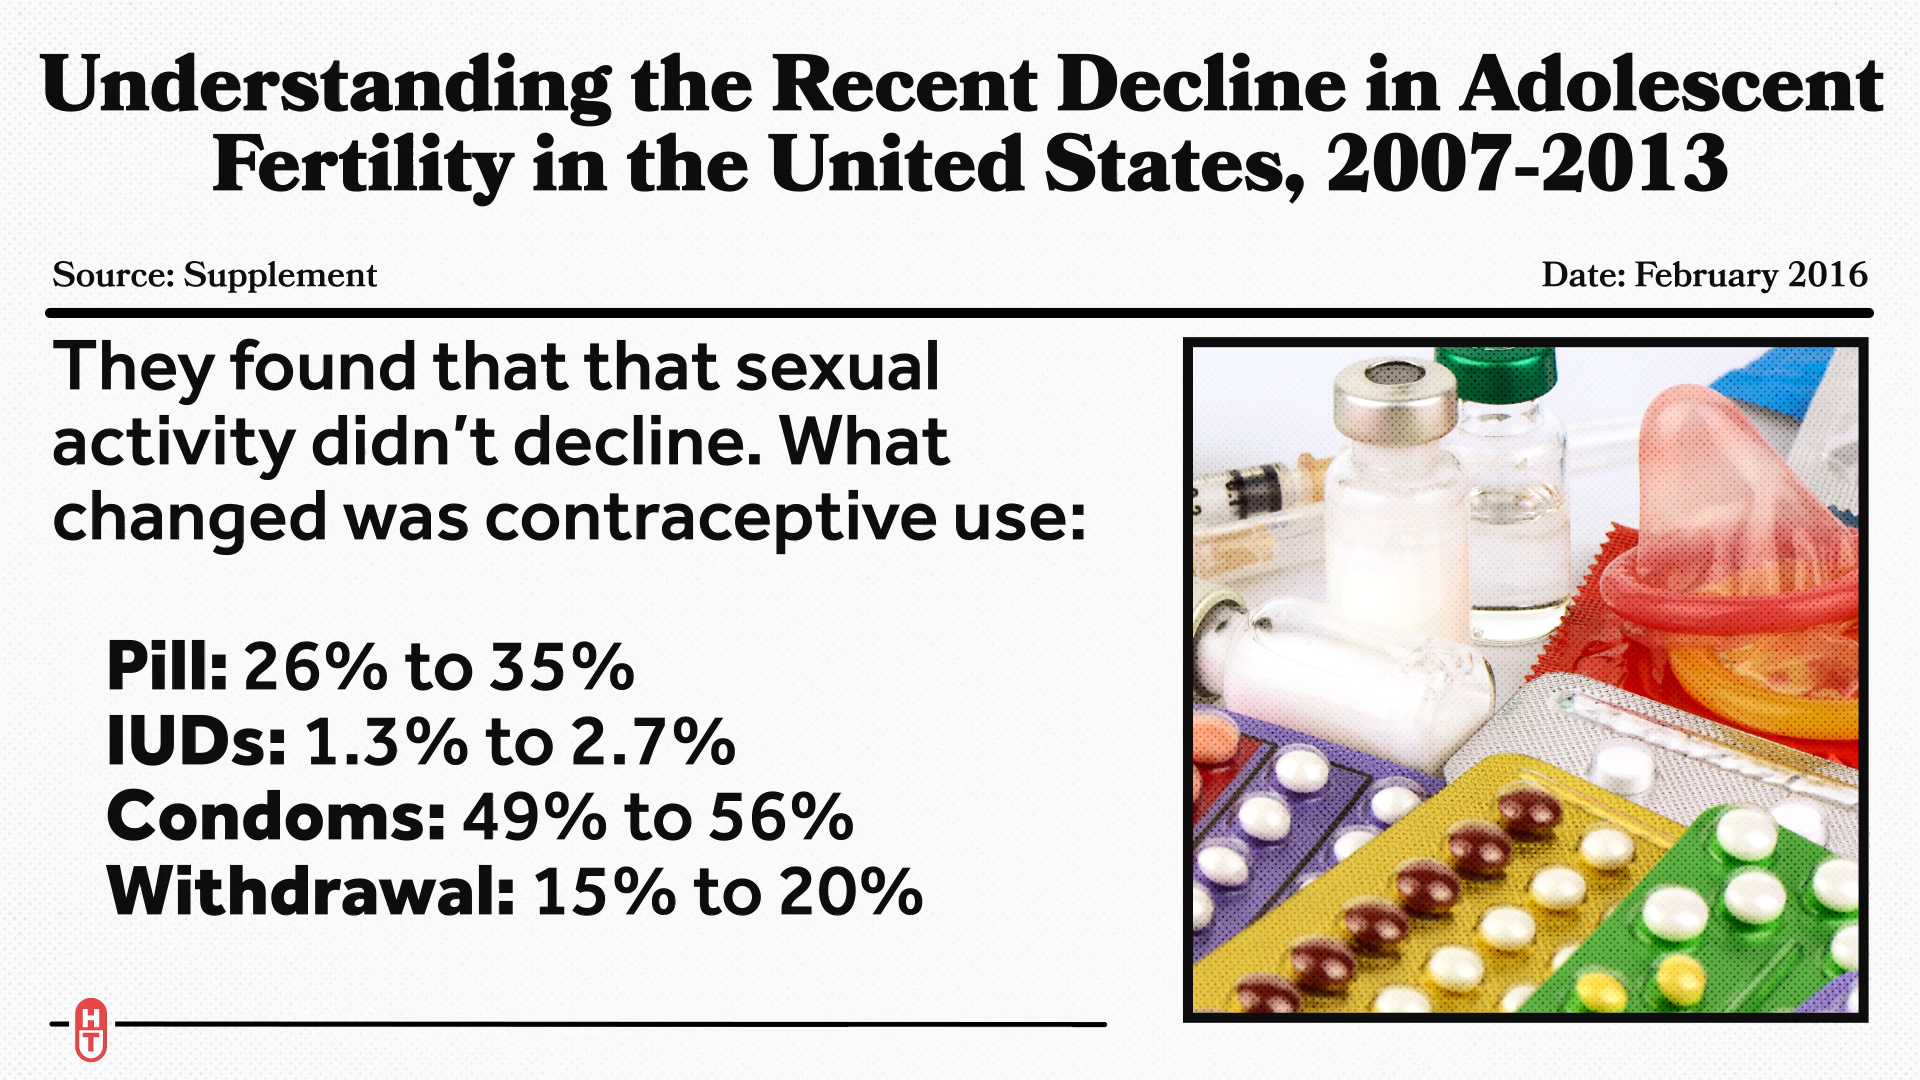 Understanding the Recent Decline in Adolescent
Fertility in the United States, 2007-2013
Source: Supplement
Date: February 2016
They found that that sexual
activity didn’t decline. What
changed was contraceptive use:
Pill: 26% to 35%
IUDs: 1.3% to 2.7%
Condoms: 49% to 56%
Withdrawal: 15% to 20%
H
T